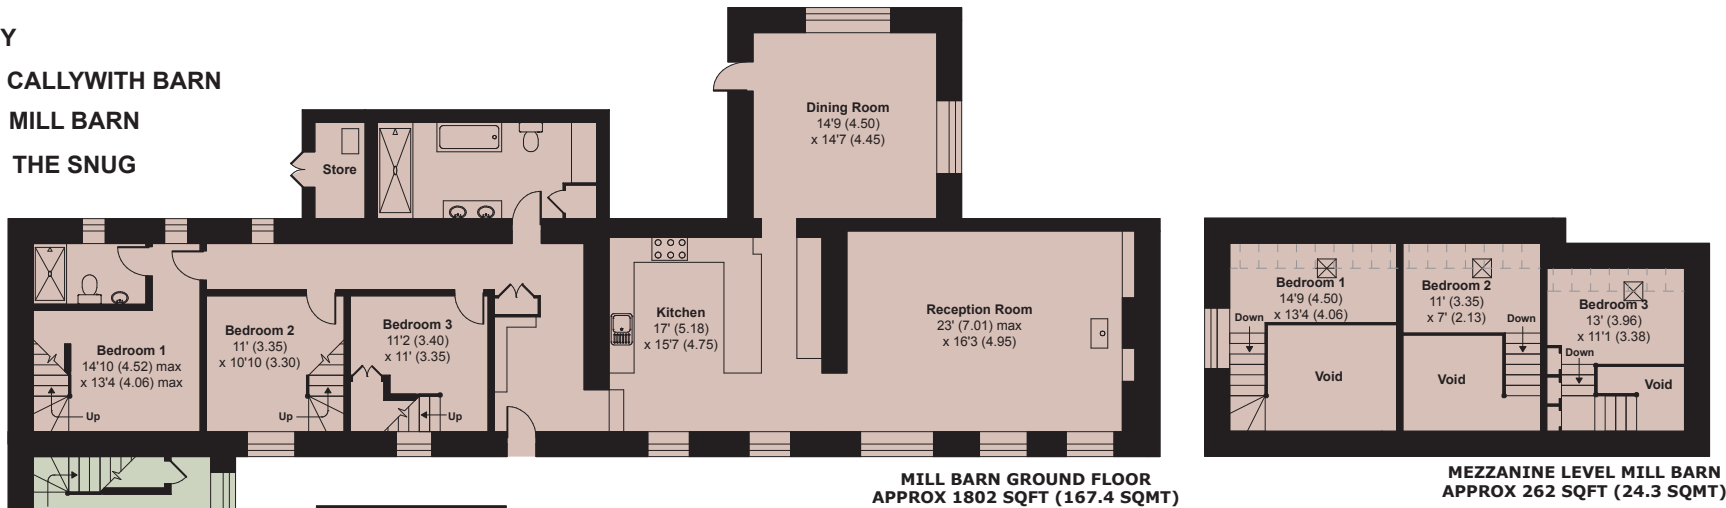 Y
CALLYWITH BARN
MILL BARN
THE SNUG
Store
Dining Room
14'9 (4.50)
x 14'7 (4.45)
Bedroom 1
14'10 (4.52) max
x 13'4 (4.06) max
Up
Bedroom 2
11' (3.35)
x 10'10 (3.30)
Up
Bedroom 3
11'2 (3.40)
x 11' (3.35)
Up
Kitchen
17' (5.18)
x 15'7 (4.75)
Reception Room
23' (7.01) max
x 16'3 (4.95)
MILL BARN GROUND FLOOR
APPROX 1802 SQFT (167.4 SQMT)
Bedroom 1
14'9 (4.50)
x 13'4 (4.06)
Down
Void
Bedroom 2
11' (3.35)
x 7' (2.13)
Down
Void
Bedroom 3
13' (3.96)
x 11'1 (3.38)
Down
Void
MEZZANINE LEVEL MILL BARN
APPROX 262 SQFT (24.3 SQMT)